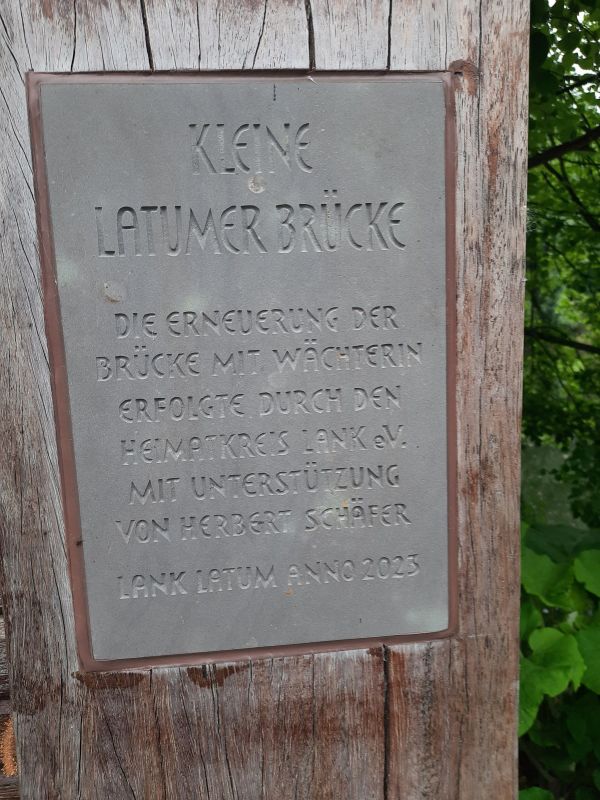 KLEINE
LATUMER BRÜCKE
DIE ERNEUERUNG DER
BRÜCKE MIT WÄCHTERIN
ERFOLGTE DURCH DEN
HEIMATKREIS LANK eV.
MIT UNTERSTÜTZUNG
VON HERBERT SCHÄFER
LANK LATUM ANNO 2023